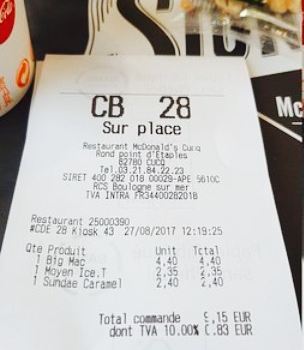 CB 28
Sur place
Restaurant McDonald's Cucq
Rond point d'Etaples
62780 CUCQ
Tel.03.21.84.22.23
SIRET 400 282 018 00029-APE 5610C
RCS Boulogne sur mer
TVA INTRA FR34400282018
Restaurant 25000390
#CDE 28 Kiosk 43 27/08/2017 12:19:25
Qte Produit Unit Total
1 Big Mac 4,40 4,40
1 Moyen Ice.T 2,35 2,35
1 Sundae Caramel 2,40 2,40
Total commande 9,15 EUR
dont TVA 10.00% 0.83 EUR
Mc